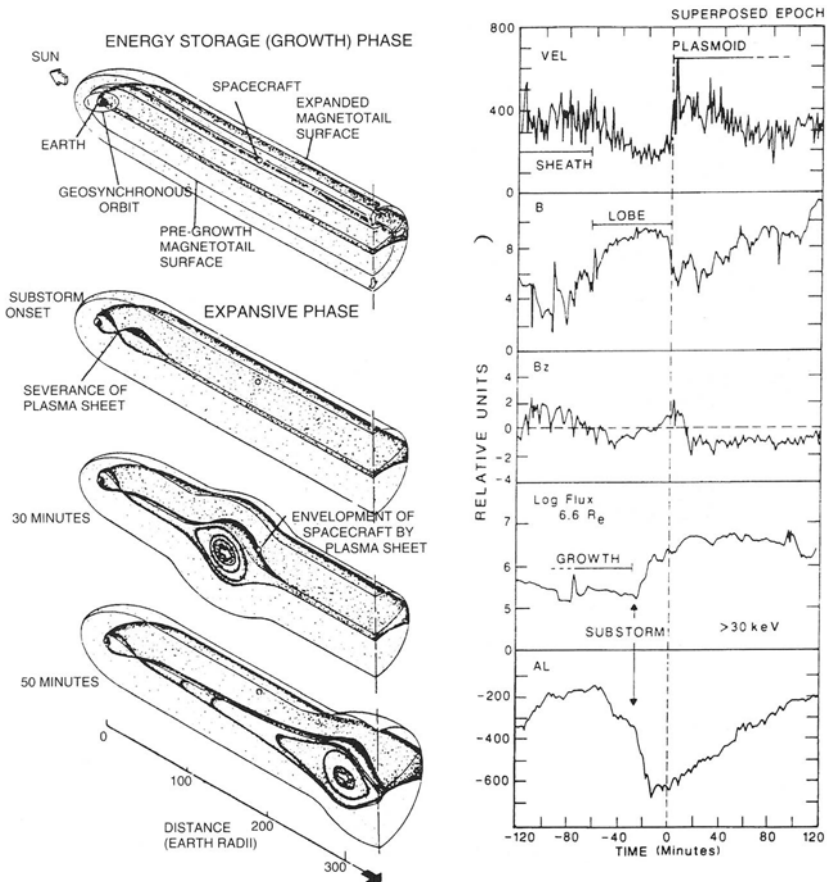 ENERGY STORAGE (GROWTH) PHASE
SUN
SPACECRAFT
EXPANDED
MAGNETOTAIL
SURFACE
EARTH
GEOSYNCHRONOUS
ORBIT
PRE-GROWTH
MAGNETOTAIL
SURFACE
SUBSTORM
ONSET
EXPANSIVE PHASE
SEVERANCE OF
PLASMA SHEET
30 MINUTES
ENVELOPMENT OF
SPACECRAFT BY
PLASMA SHEET
50 MINUTES
0
100
200
300
DISTANCE
(EARTH RADII)
SUPERPOSED EPOCH
800
VEL
PLASMOID
400
SHEATH
0
B
LOBE
8
4
0
Bz
4
2
0
-2
-4
RELATIVE UNITS )
Log Flux
6.6 Re
7
GROWTH
6
5
SUBSTORM
>30 keV
AL
-200
-400
-600
-120 -80 -40 0 40 80 120
TIME (Minutes)